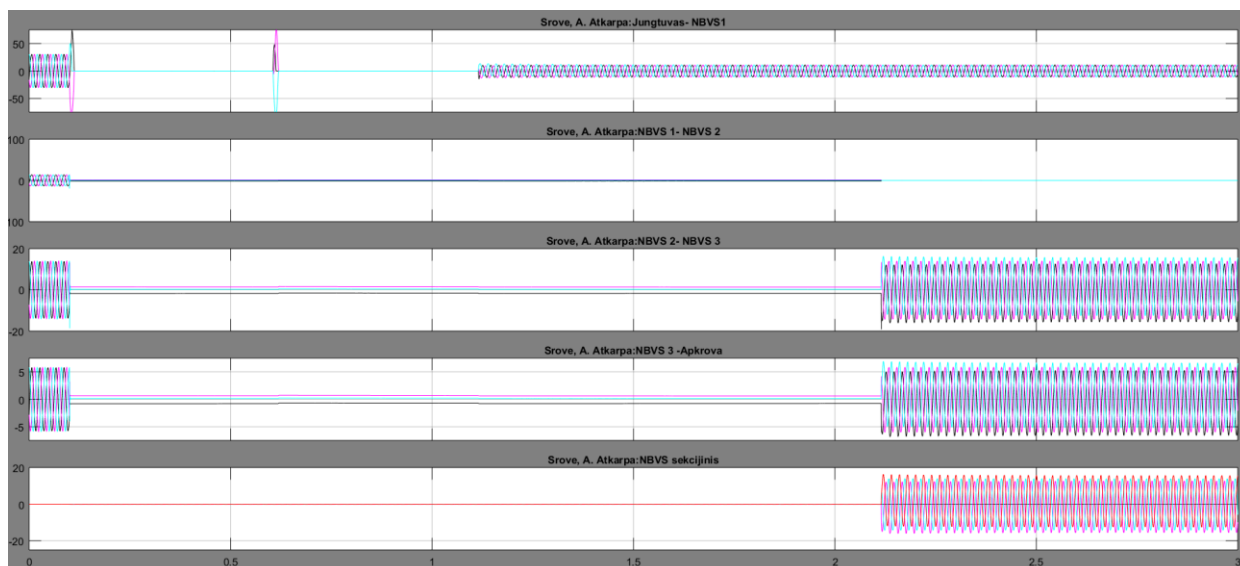 Srove, A. Atkarpa:Jungtuvas- NBVS1
50
0
-50
Srove, A. Atkarpa:NBVS 1- NBVS 2
100
0
100
Srove, A. Atkarpa:NBVS 2- NBVS 3
20
0
-20
Srove, A. Atkarpa:NBVS 3 -Apkrova
5
0
-5
Srove, A. Atkarpa:NBVS sekcijinis
20
0
-20
0 0.5 1 1.5 2 2.5 3